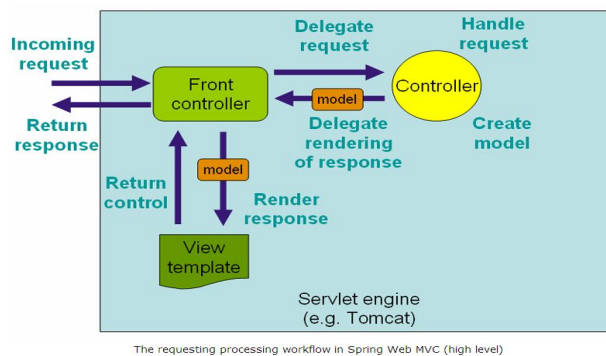 Incoming
request
Return
response
Delegate
request
Handle
request
Front
controller
model
Controller
Delegate
rendering
of response
Create
model
Return
control
model
Render
response
View
template
Servlet engine
(e.g. Tomcat)
The requesting processing workflow in Spring Web MVC (high level)